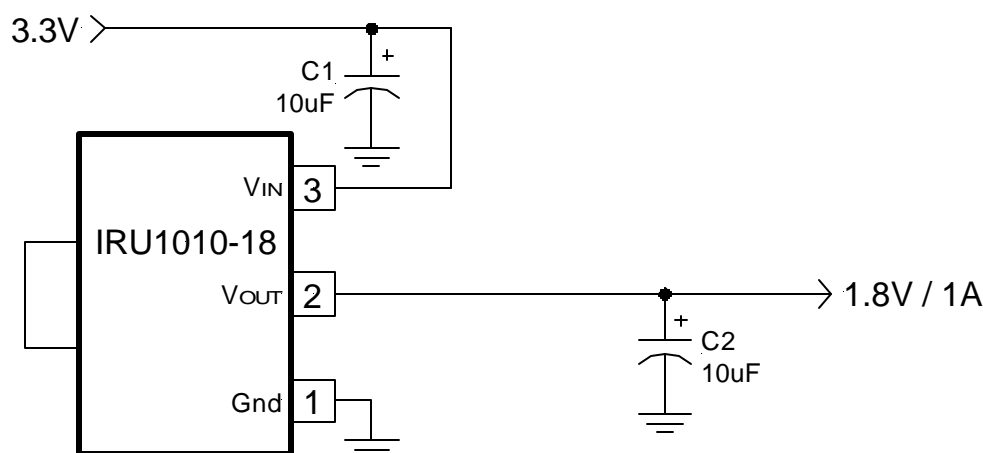 3.3V
C1
10uF
VIN 3
IRU1010-18
VOUT 2
1.8V / 1A
C2
10uF
Gnd 1